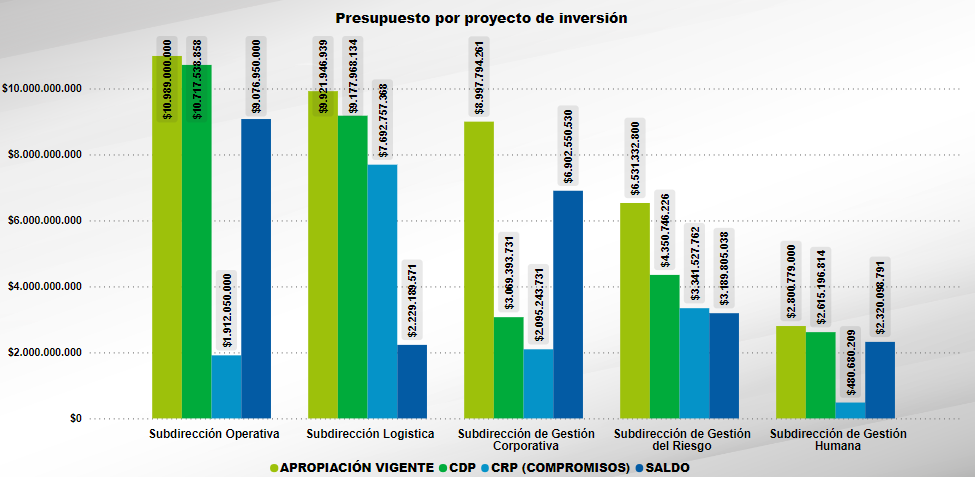 Presupuesto por proyecto de inversión
$10.000.000.000
$8.000.000.000
$6.000.000.000
$4.000.000.000
$2.000.000.000
$0
$10.989.000.000
$10.717.538.858
$1.912.050.000
$9.076.950.000
$9.921.946.939
$9.177.968.134
$7.692.757.368
$2.229.189.571
$8.997.794.261
$3.069.393.731
$2.095.243.731
$6.902.550.530
$6.531.332.800
$4.350.746.226
$3.341.527.762
$3.189.805.038
$2.800.779.000
$2.615.196.814
$480.680.209
$2.320.098.791
Subdirección Operativa
Subdirección Logistica
Subdirección de Gestión
Corporativa
Subdirección de Gestión
del Riesgo
Subdirección de Gestión
Humana
APROPIACIÓN VIGENTE CDP CRP (COMPROMISOS) SALDO